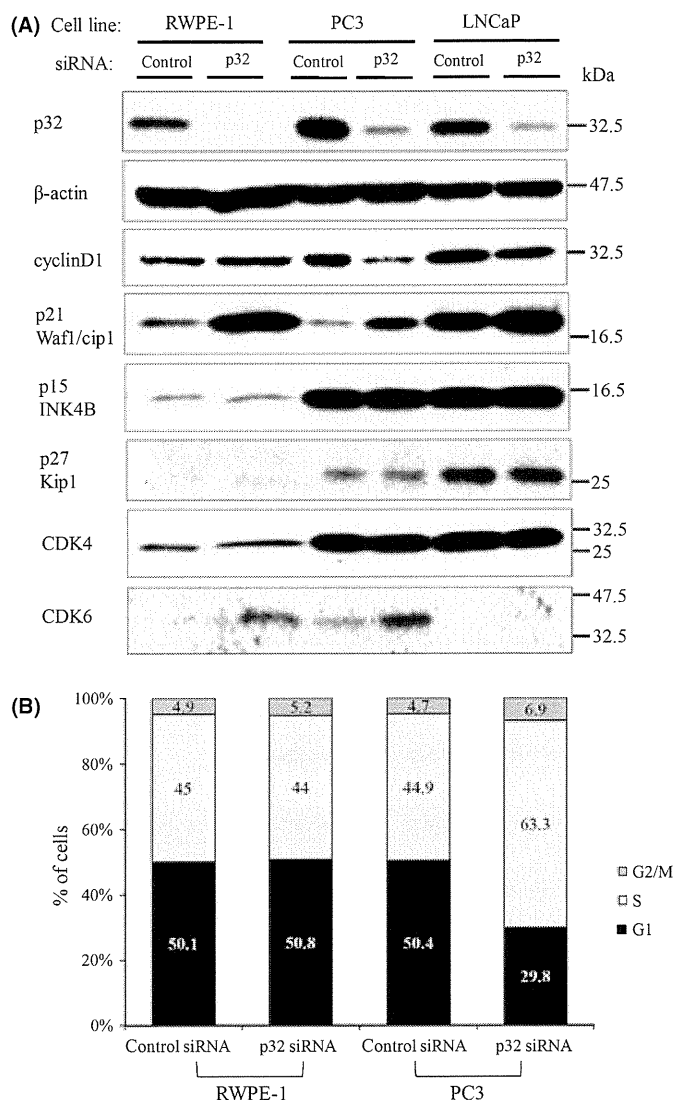 (A) Cell line: RWPE-1 PC3 LNCaP
siRNA: Control p32 Control p32 Control p32 kDa
p32 32.5
β-actin 47.5
cyclinD1 32.5
p21
Waf1/cip1 16.5
p15 16.5
INK4B
p27
Kip1 25
CDK4 32.5
25
CDK6 47.5
32.5
(B) 100%
4.9 5.2 4.7 6.9
80%
45 44 44.9 63.3
60%
% of cells
G2/M
S
G1
40%
50.1 50.8 50.4 29.8
20%
0%
Control siRNA p32 siRNA Control siRNA p32 siRNA
RWPE-1 PC3